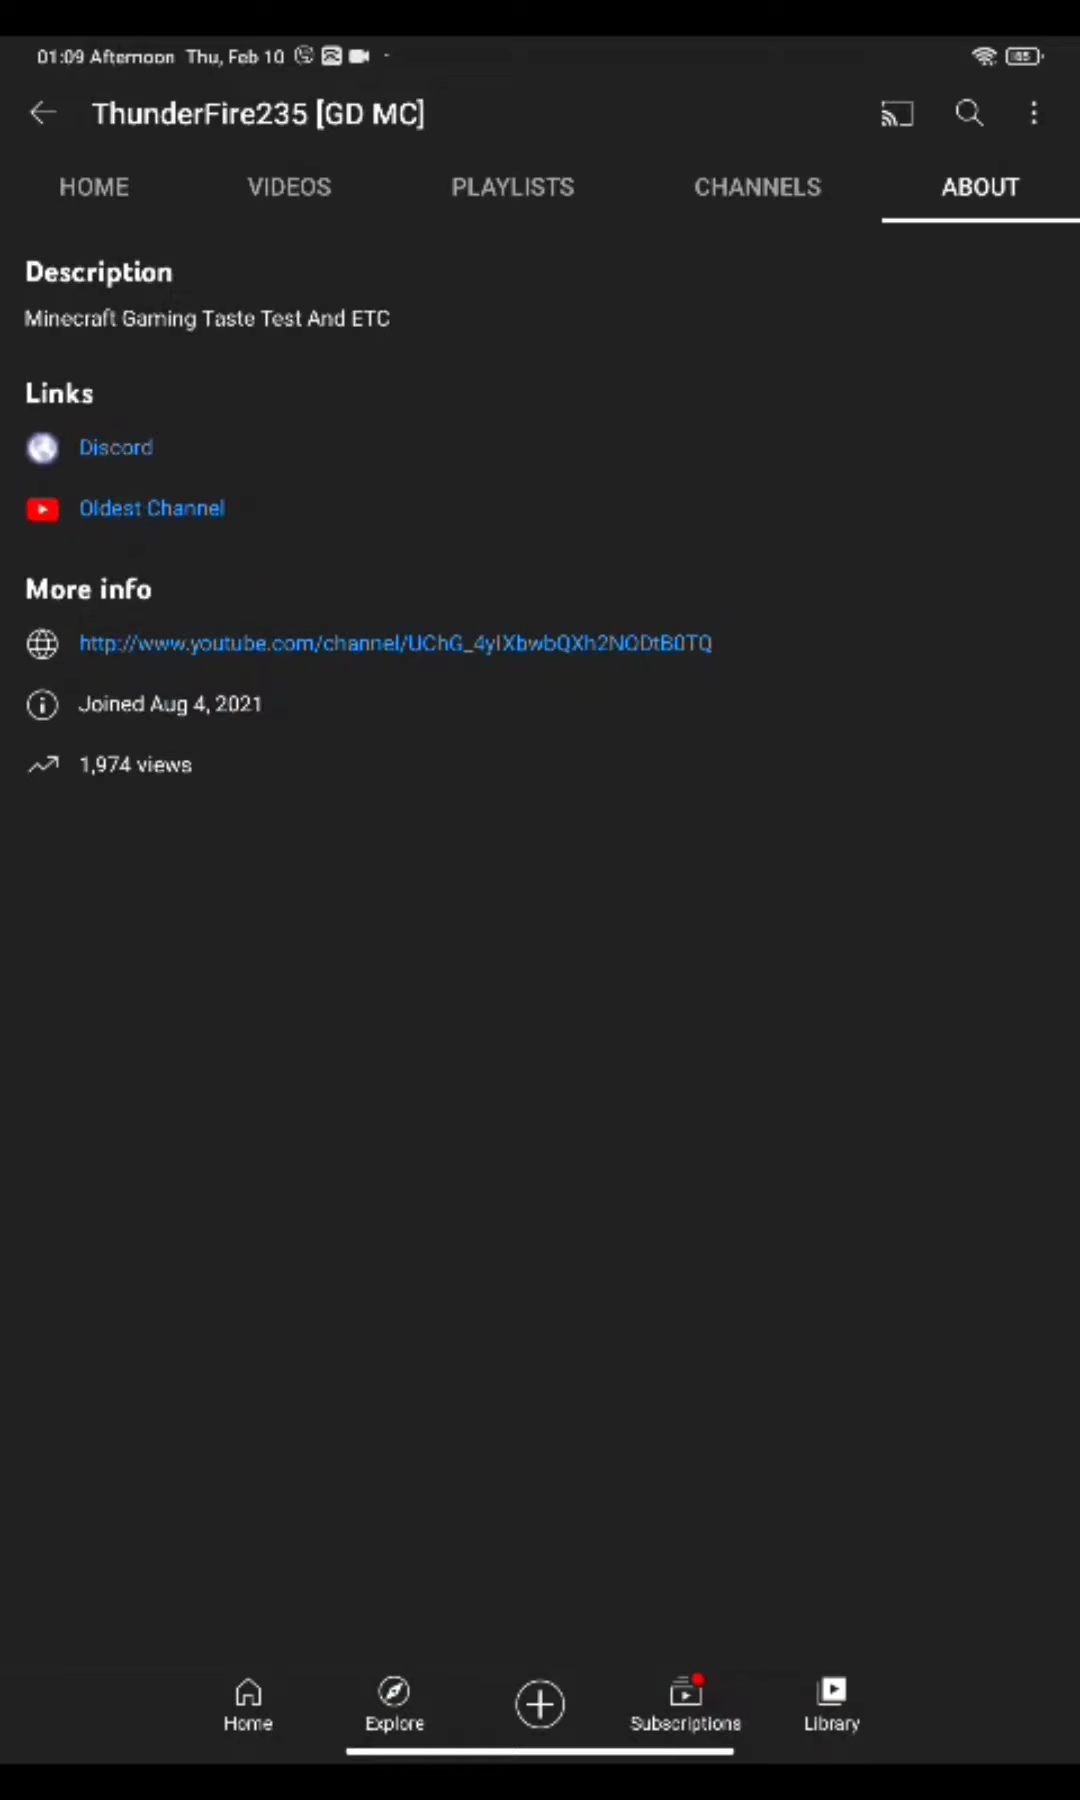 01:09 Afternoon Thu, Feb 10
ThunderFire235 [GD MC]
HOME VIDEOS PLAYLISTS CHANNELS ABOUT
Description
Minecraft Gaming Taste Test And ETC
Links
Discord
Oldest Channel
More info
http://www.youtube.com/channel/UChG_4yIXbwbQXh2NODtB0TQ
Joined Aug 4, 2021
1,974 views
Home Explore Subscriptions Library